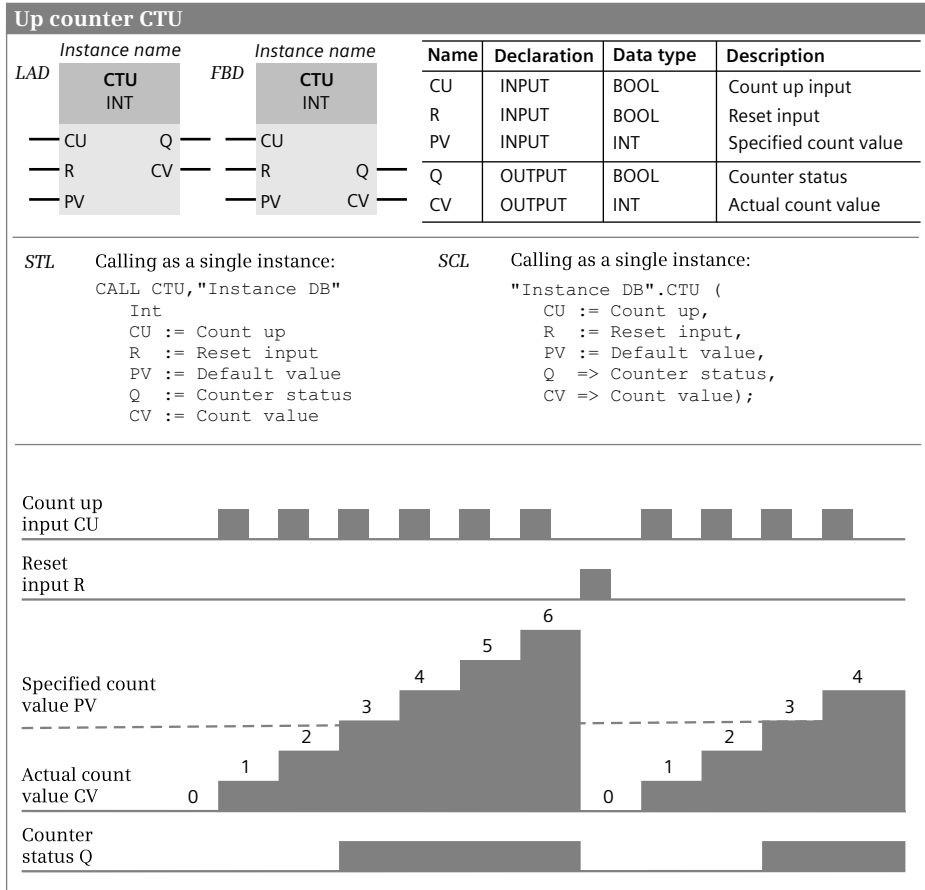 Up counter CTU
Instance name
LAD
CTU
INT
CU Q
R CV
PV
Instance name
FBD
CTU
INT
CU
R Q
PV CV
Name Declaration Data type Description
CU INPUT BOOL Count up input
R INPUT BOOL Reset input
PV INPUT INT Specified count value
Q OUTPUT BOOL Counter status
CV OUTPUT INT Actual count value
STL Calling as a single instance:
CALL CTU,"Instance DB"
Int
CU := Count up
R := Reset input
PV := Default value
Q := Counter status
CV := Count value
SCL Calling as a single instance:
"Instance DB".CTU (
CU := Count up,
R := Reset input,
PV := Default value,
Q => Counter status,
CV => Count value);
Count up
input CU
Reset
input R
Specified count
value PV
Actual count
value CV
0 1 2 3 4 5 6 0 1 2 3 4
Counter
status Q